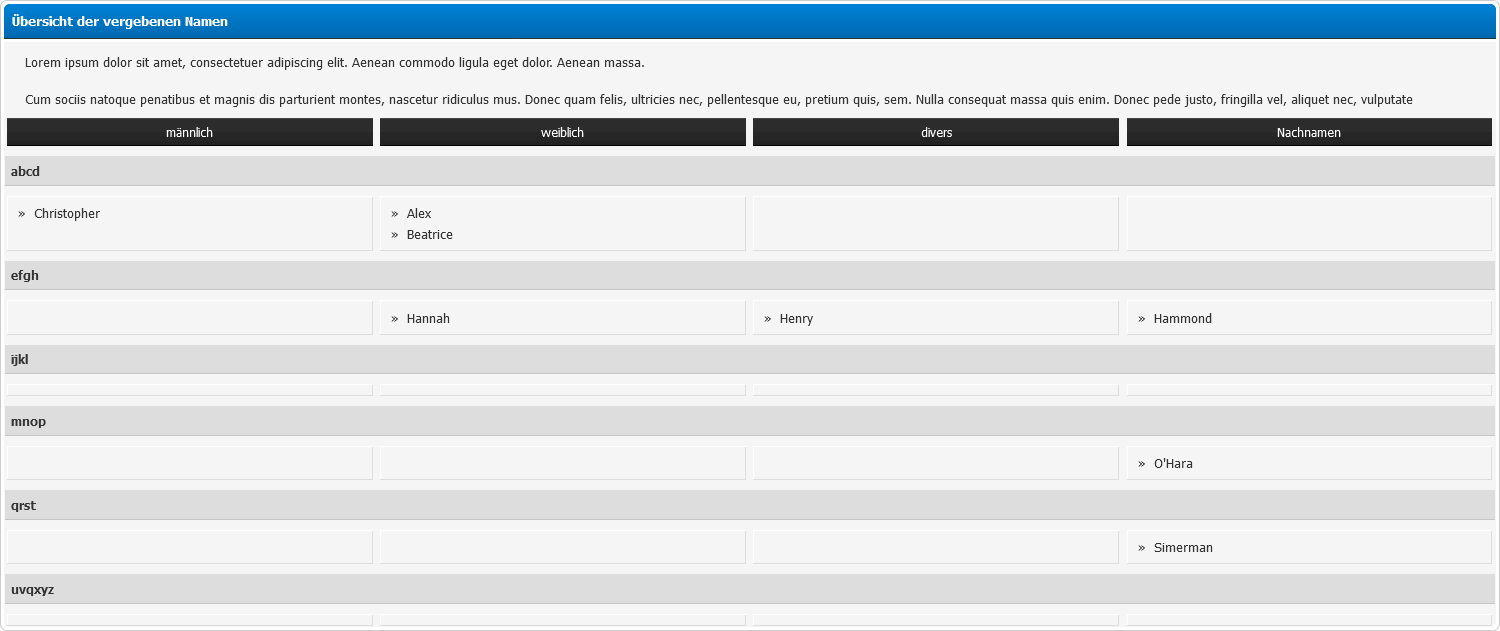 Übersicht der vergebenen Namen
Lorem ipsum dolor sit amet, consectetuer adipiscing elit. Aenean commodo ligula eget dolor. Aenean massa.
Cum sociis natoque penatibus et magnis dis parturient montes, nascetur ridiculus mus. Donec quam felis, ultricies nec, pellentesque eu, pretium quis, sem. Nulla consequat massa quis enim. Donec pede justo, fringilla vel, aliquet nec, vulputate
männlich weiblich divers Nachnamen
abcd
» Christopher » Alex
» Beatrice
efgh
» Hannah » Henry » Hammond
ijkl
mnop
» O'Hara
qrst
» Simerman
uvqxyz